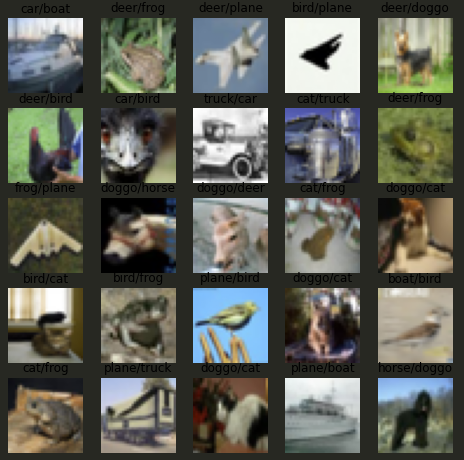 car/boat deer/frog deer/plane bird/plane deer/doggo
deer/bird car/bird truck/car cat/truck deer/frog
frog/plane doggo/horse doggo/deer cat/frog doggo/cat
bird/cat bird/frog plane/bird doggo/cat boat/bird
cat/frog plane/truck doggo/cat plane/boat horse/doggo